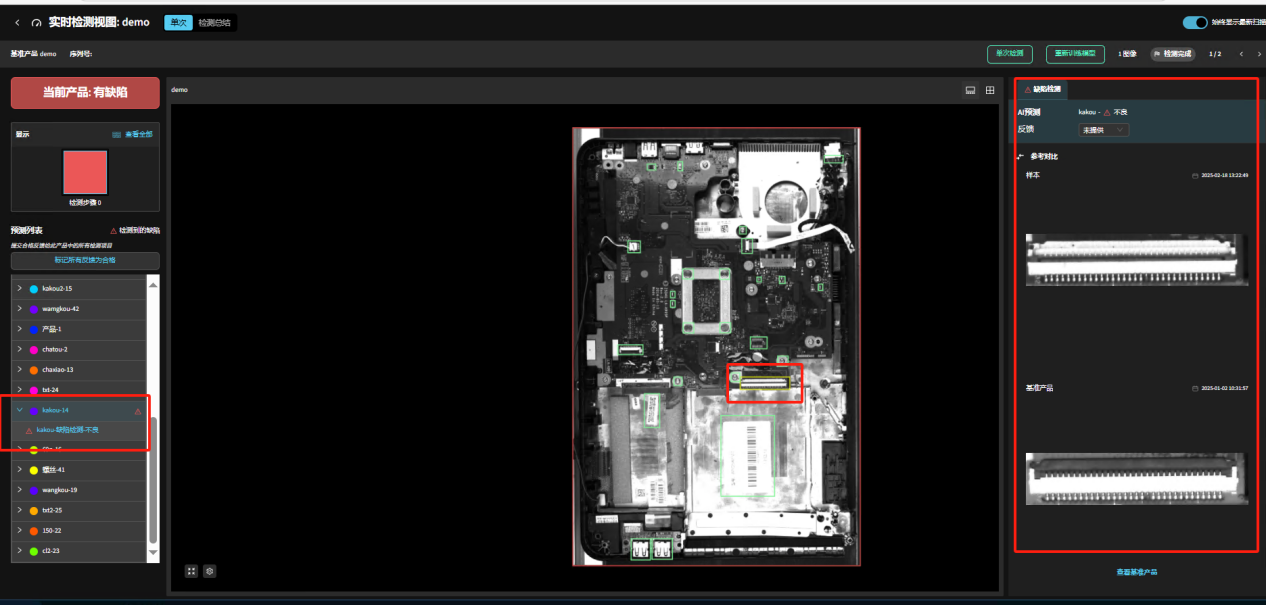 实时检测视图: demo
单次
检测总结
始终显示最新扫描
基准产品 demo
序列号:
单次检测
重新训练模型
1 图像
检测完成
1 / 2
当前产品: 有缺陷
显示
查看全部
检测步骤 0
预测列表
检测到的缺陷
提交合格反馈给此产品中的所有检测项目
标记所有反馈为合格
kakou2-15
wamgkou-42
产品-1
chatou-2
chaxiao-13
txt-24
kakou-14
kakou-缺陷检测-不良
螺丝-41
wangkou-19
txt2-25
150-22
cl2-23
demo
缺陷检测
AI预测
kakou -
不良
反馈
未提供
参考对比
样本
2025-02-18 13:22:49
基准产品
2025-01-02 10:31:57
查看基准产品